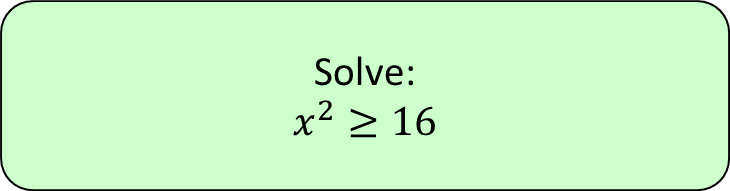 Solve:
x² ≥ 16